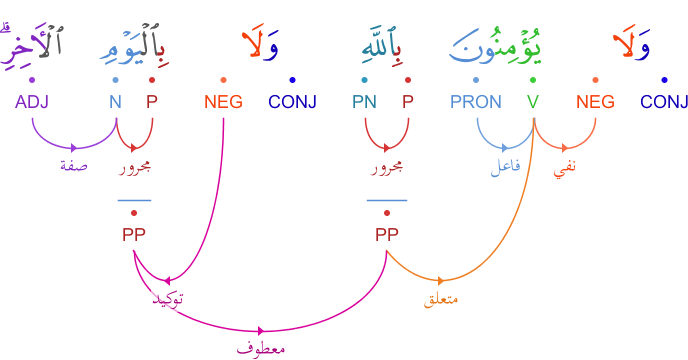 وَلَا يُؤْمِنُونَ بِٱللَّهِ وَلَا بِٱلْيَوْمِ ٱلْأَخِرِ ۗ
ADJ N P NEG CONJ PN P PRON V NEG CONJ
صفة مجرور مجرور فاعل نفي
PP PP
توكيد متعلق
معطوف